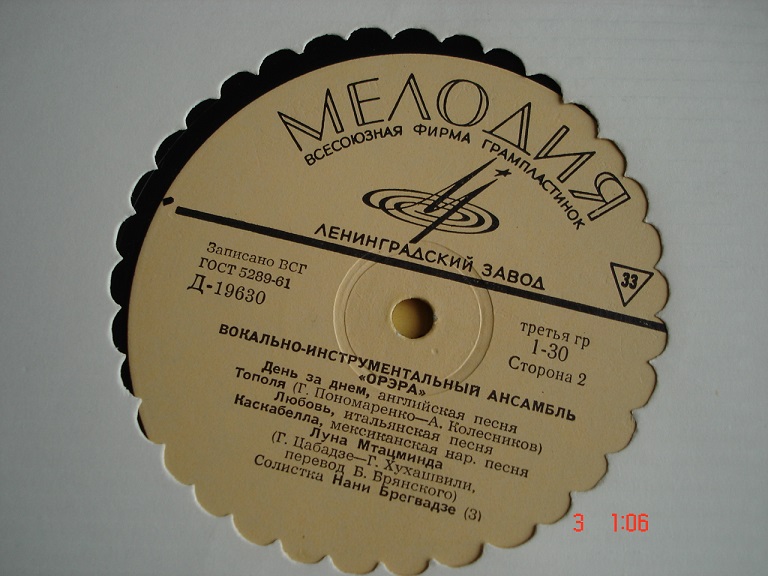 МЕЛОДИЯ
ВСЕСОЮЗНАЯ ФИРМА ГРАМПЛАСТИНОК
ЛЕНИНГРАДСКИЙ ЗАВОД
33
Записано ВСГ
ГОСТ 5289-61
Д-19630
третья гр
1-30
Сторона 2
ВОКАЛЬНО-ИНСТРУМЕНТАЛЬНЫЙ АНСАМБЛЬ
«ОРЭРА»
День за днем, английская песня
Тополя (Г. Пономаренко—А. Колесников)
Любовь, итальянская песня
Каскабелла, мексиканская нар. песня
Луна Мтацминда
(Г. Цабадзе—Г. Хухашвили,
перевод Б. Брянского)
Солистка Нани Брегвадзе (3)
3 1:06